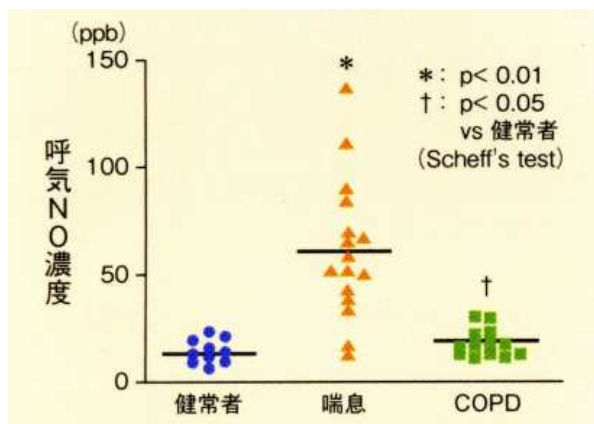 (ppb)
150
100
50
0
呼気NO濃度
*
†
*: p< 0.01
†: p< 0.05
vs 健常者
(Scheff's test)
健常者
喘息
COPD